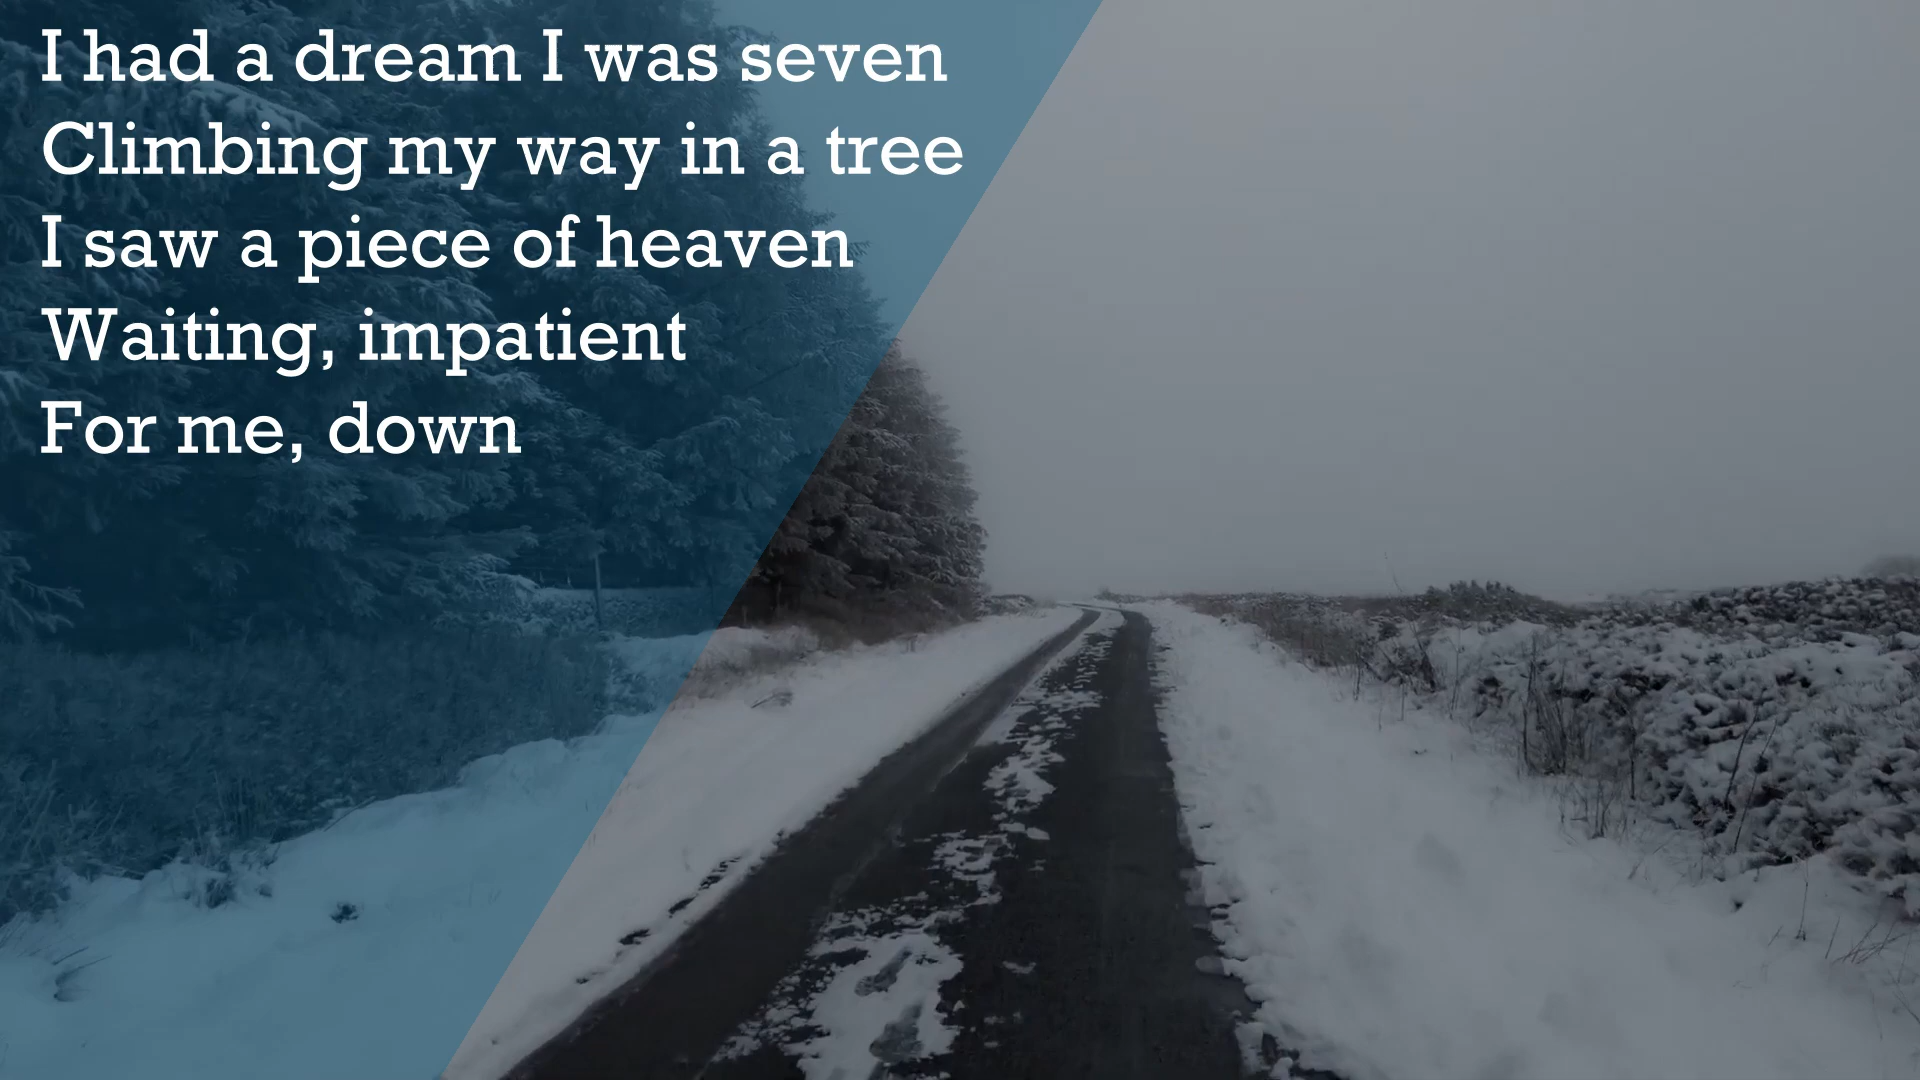 I had a dream I was seven
Climbing my way in a tree
I saw a piece of heaven
Waiting, impatient
For me, down